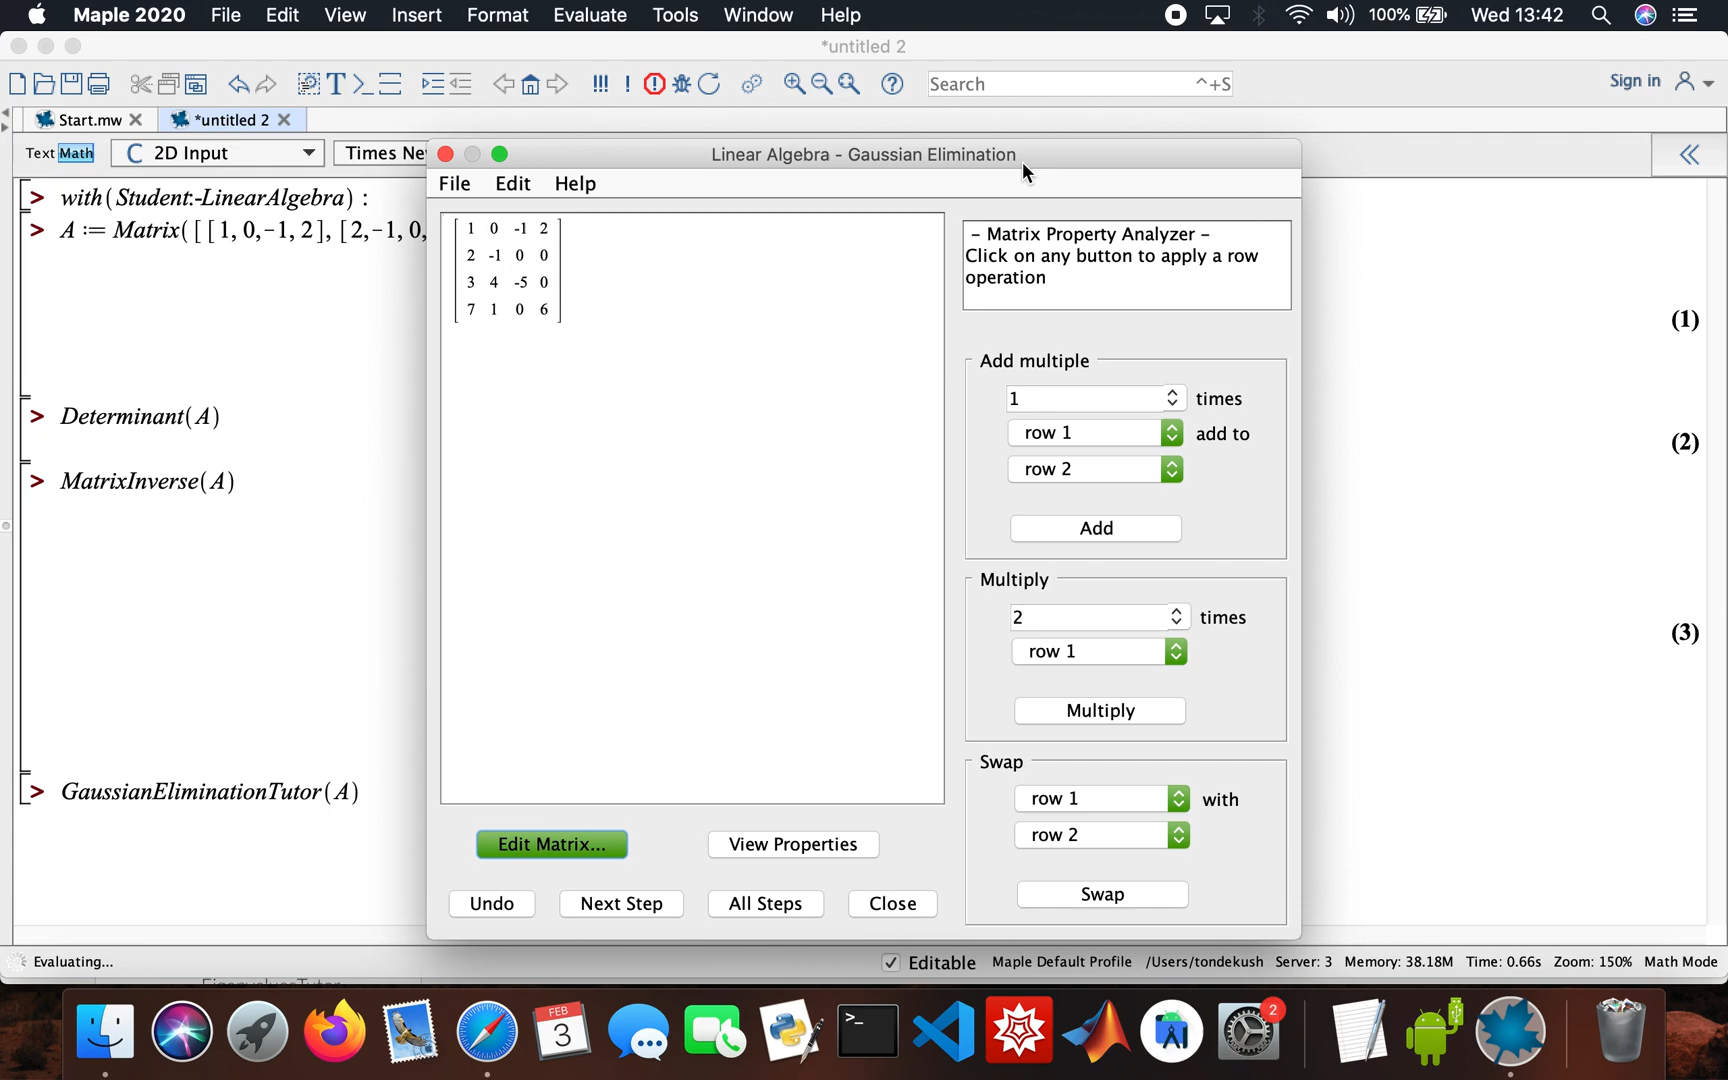 Maple 2020 File Edit View Insert Format Evaluate Tools Window Help 100% Wed 13:42
*untitled 2
Search ^+S Sign in
Start.mw *untitled 2
Text Math C 2D Input Times Ne
Linear Algebra - Gaussian Elimination
File Edit Help
> with(Student:-LinearAlgebra) :
> A := Matrix([[1,0,-1,2],[2,-1,0,
(1)
> Determinant(A)
(2)
> MatrixInverse(A)
(3)
> GaussianEliminationTutor(A)
1 0 -1 2
2 -1 0 0
3 4 -5 0
7 1 0 6
Edit Matrix... View Properties
Undo Next Step All Steps Close
- Matrix Property Analyzer -
Click on any button to apply a row
operation
Add multiple
1 times
row 1 add to
row 2
Add
Multiply
2 times
row 1
Multiply
Swap
row 1 with
row 2
Swap
Evaluating... Editable Maple Default Profile /Users/tondekush Server: 3 Memory: 38.18M Time: 0.66s Zoom: 150% Math Mode
FEB
3
>_
2